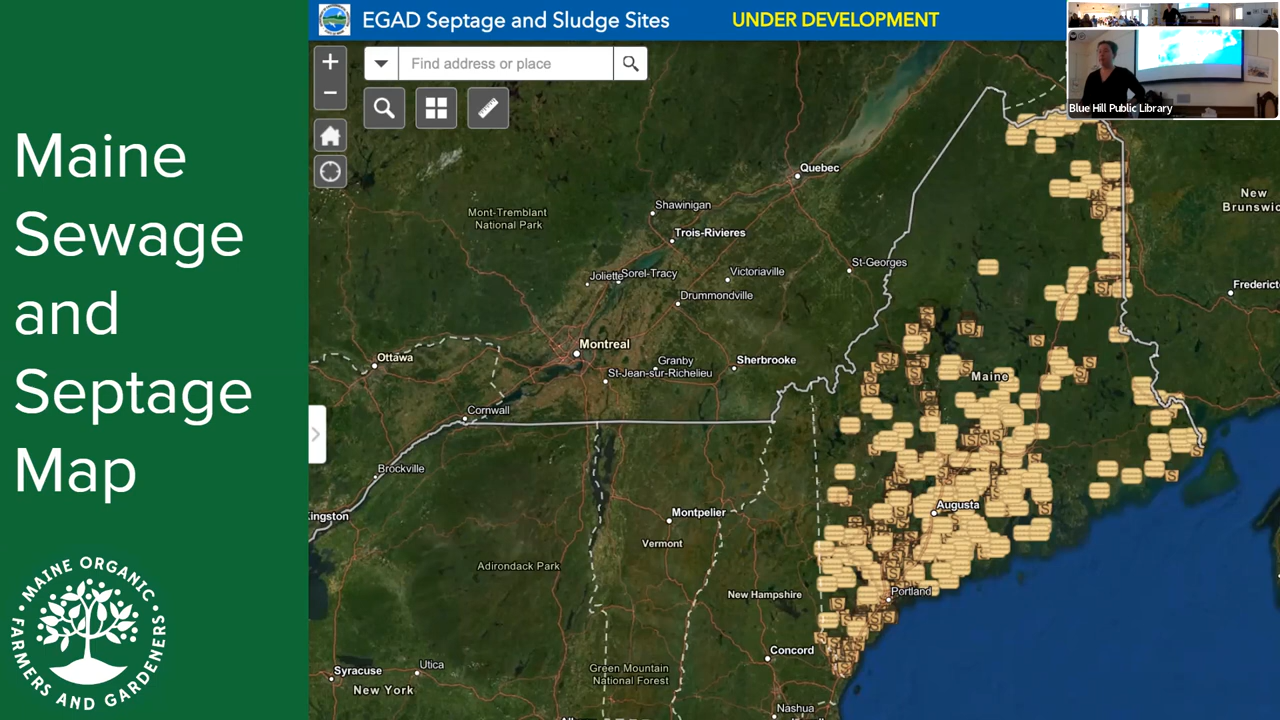 Maine
Sewage
and
Septage
Map
MAINE ORGANIC
FARMERS AND GARDENERS
EGAD Septage and Sludge Sites
UNDER DEVELOPMENT
Find address or place
Blue Hill Public Library
Quebec
Mont-Tremblant
National Park
Shawinigan
Trois-Rivieres
New
Brunswic
St-Georges
Joliette
Sorel-Tracy
Victoriaville
Drummondville
Frederict
Montreal
Ottawa
Granby
Sherbrooke
St-Jean-sur-Richelieu
Maine
Cornwall
Brockville
Kingston
Montpelier
Augusta
Vermont
Adirondack Park
New Hampshire
Portland
Concord
Syracuse
Utica
Green Mountain
National Forest
New York
Nashua